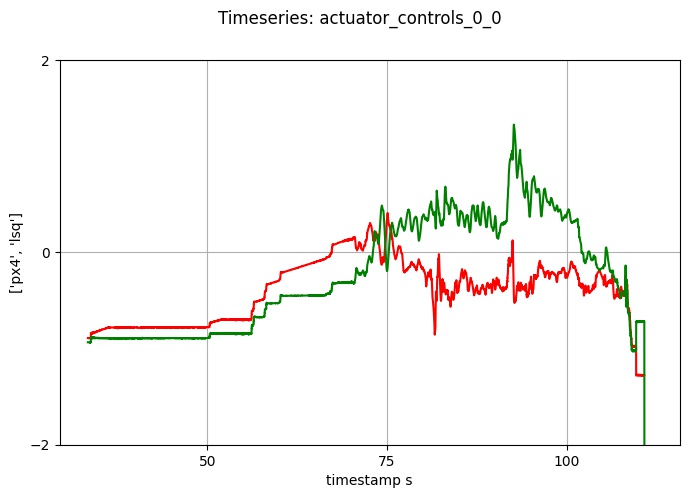 Timeseries: actuator_controls_0_0
2
0
−2
['px4', 'lsq']
50
75
100
timestamp s